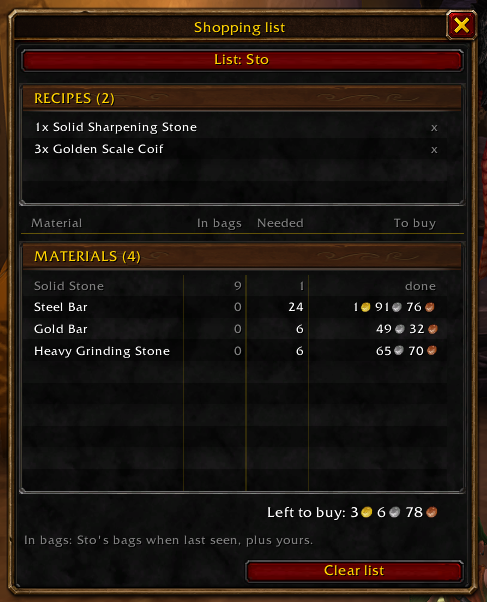 Shopping list
List: Sto
RECIPES (2)
1x Solid Sharpening Stone x
3x Golden Scale Coif x
Material In bags Needed To buy
MATERIALS (4)
Solid Stone 9 1 done
Steel Bar 0 24 1 91 76
Gold Bar 0 6 49 32
Heavy Grinding Stone 0 6 65 70
Left to buy: 3 6 78
In bags: Sto's bags when last seen, plus yours.
Clear list